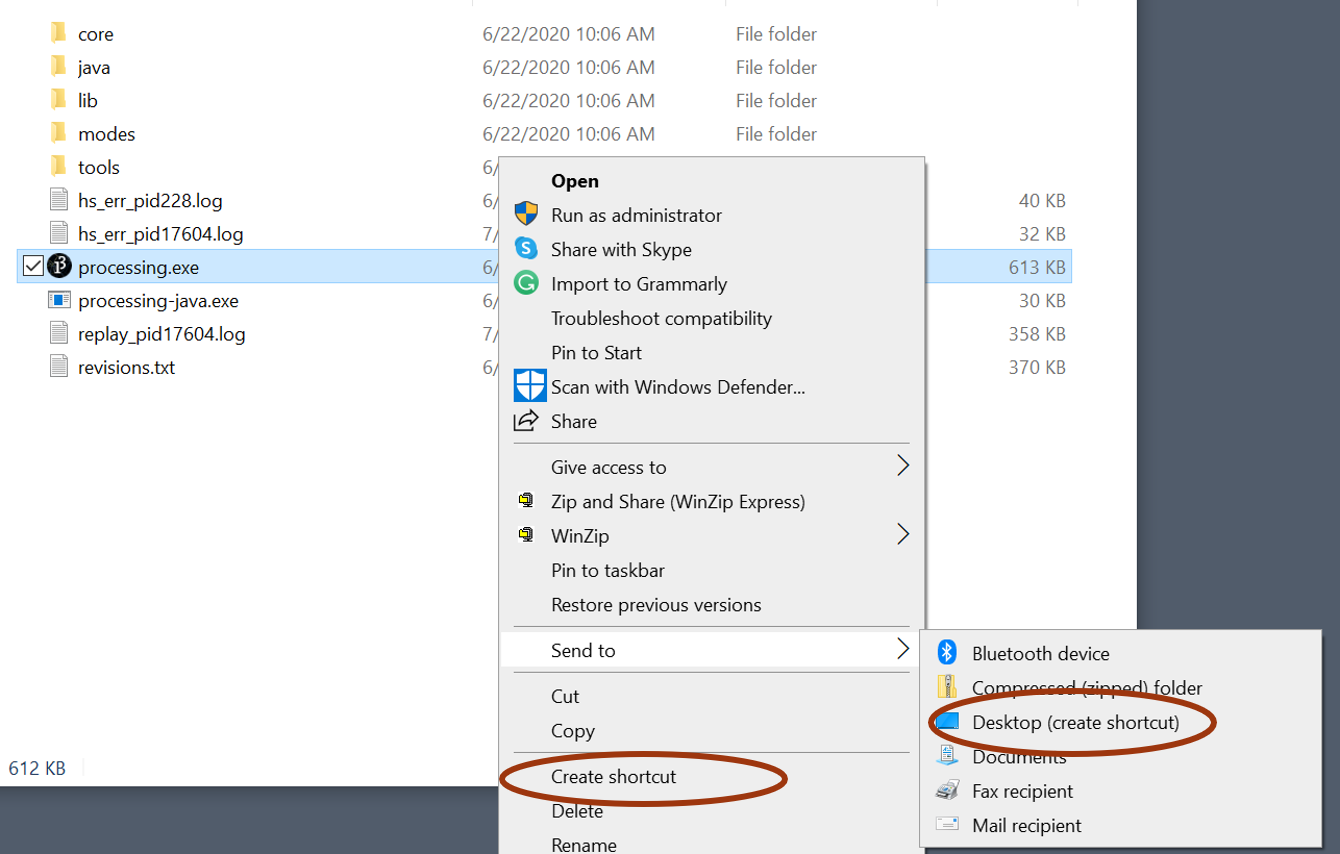 core 6/22/2020 10:06 AM File folder
java 6/22/2020 10:06 AM File folder
lib 6/22/2020 10:06 AM File folder
modes 6/22/2020 10:06 AM File folder
tools 6/
hs_err_pid228.log 6/ 40 KB
hs_err_pid17604.log 7/ 32 KB
processing.exe 6/ 613 KB
processing-java.exe 6/ 30 KB
replay_pid17604.log 7/ 358 KB
revisions.txt 6/ 370 KB
612 KB
Open
Run as administrator
Share with Skype
Import to Grammarly
Troubleshoot compatibility
Pin to Start
Scan with Windows Defender...
Share
Give access to
Zip and Share (WinZip Express)
WinZip
Pin to taskbar
Restore previous versions
Send to
Cut
Copy
Create shortcut
Delete
Rename
Bluetooth device
Compressed (zipped) folder
Desktop (create shortcut)
Documents
Fax recipient
Mail recipient